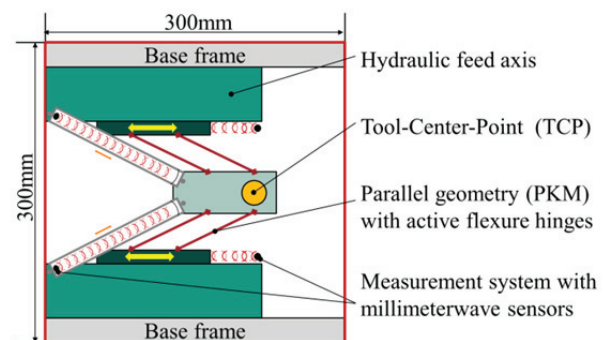 300mm
Base frame
Hydraulic feed axis
Tool-Center-Point (TCP)
300mm
Parallel geometry (PKM)
with active flexure hinges
Measurement system with
millimeterwave sensors
Base frame